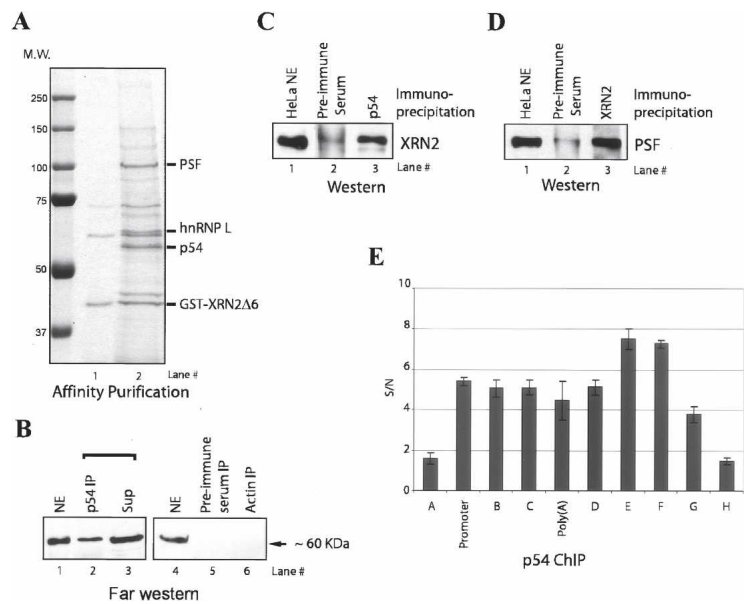 A
M.W.
250
150
100
75
50
37
PSF
hnRNP L
p54
GST-XRN2Δ6
1 2 Lane #
Affinity Purification
B
NE
p54 IP
Sup
NE
Pre-immune
serum IP
Actin IP
~ 60 KDa
1 2 3 4 5 6 Lane #
Far western
C
HeLa NE
Pre-immune
Serum
p54
Immuno-
precipitation
XRN2
1 2 3 Lane #
Western
D
HeLa NE
Pre-immune
Serum
XRN2
Immuno-
precipitation
PSF
1 2 3 Lane #
Western
E
10
8
6
4
2
0
S/N
A Promoter B C Poly(A) D E F G H
p54 ChIP